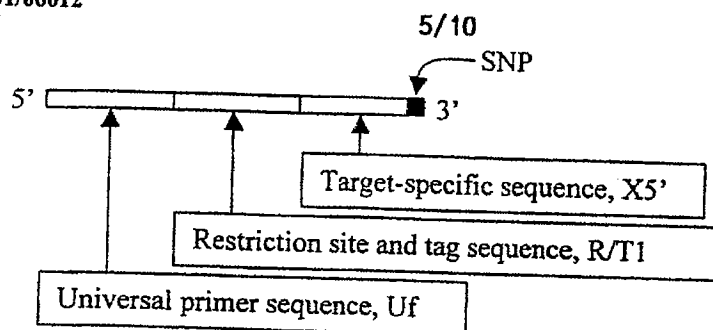 5/10
SNP
5’ 3’
Target-specific sequence, X5’
Restriction site and tag sequence, R/T1
Universal primer sequence, Uf